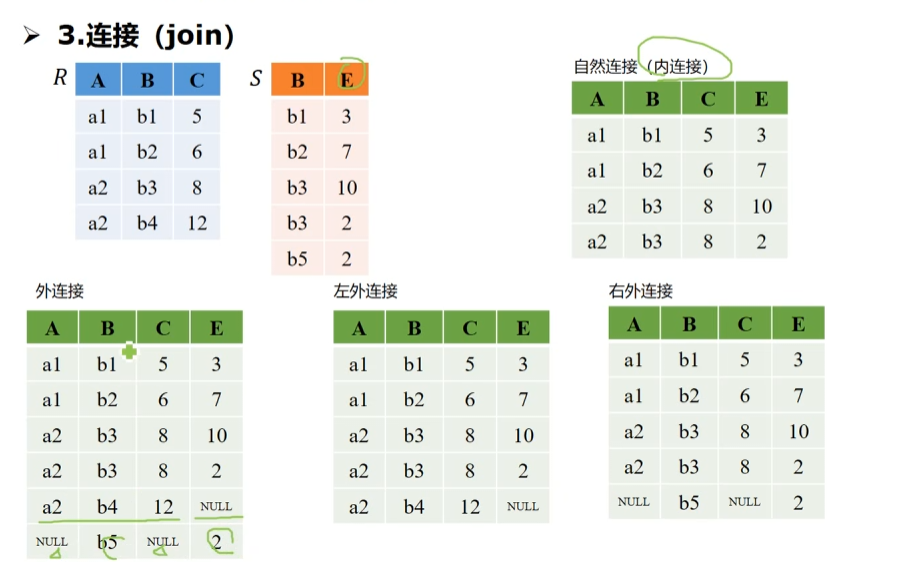 ➤ 3.连接（join）
R A B C
a1 b1 5
a1 b2 6
a2 b3 8
a2 b4 12
S B E
b1 3
b2 7
b3 10
b3 2
b5 2
自然连接（内连接）
A B C E
a1 b1 5 3
a1 b2 6 7
a2 b3 8 10
a2 b3 8 2
外连接
A B C E
a1 b1 5 3
a1 b2 6 7
a2 b3 8 10
a2 b3 8 2
a2 b4 12 NULL
NULL b5 NULL 2
左外连接
A B C E
a1 b1 5 3
a1 b2 6 7
a2 b3 8 10
a2 b3 8 2
a2 b4 12 NULL
右外连接
A B C E
a1 b1 5 3
a1 b2 6 7
a2 b3 8 10
a2 b3 8 2
NULL b5 NULL 2